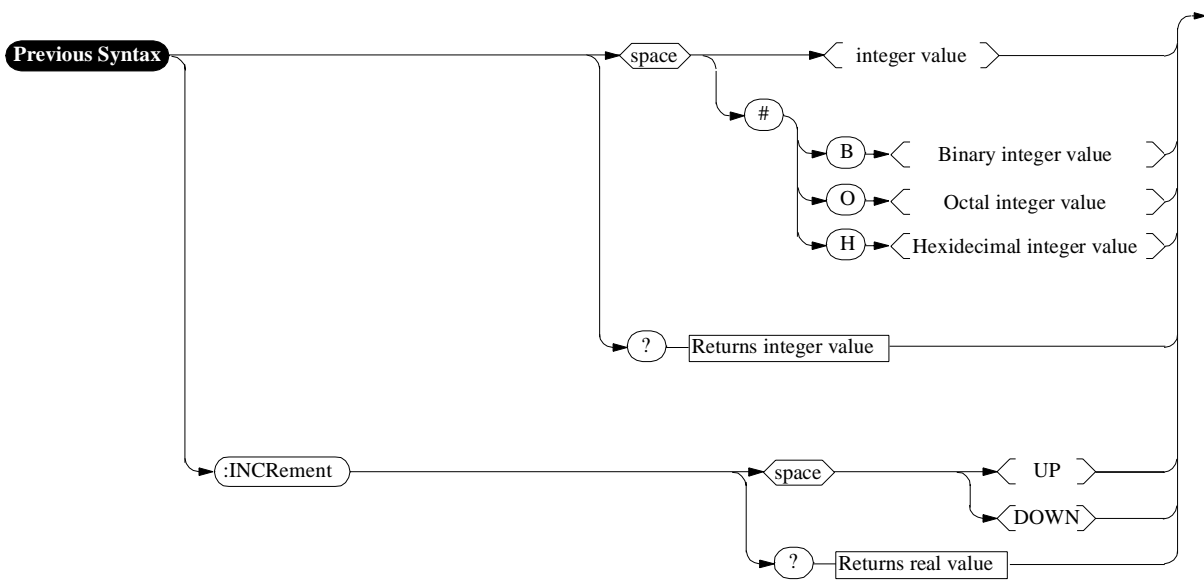 Previous Syntax
space
integer value
#
B
Binary integer value
O
Octal integer value
H
Hexidecimal integer value
?
Returns integer value
:INCRement
space
UP
DOWN
?
Returns real value